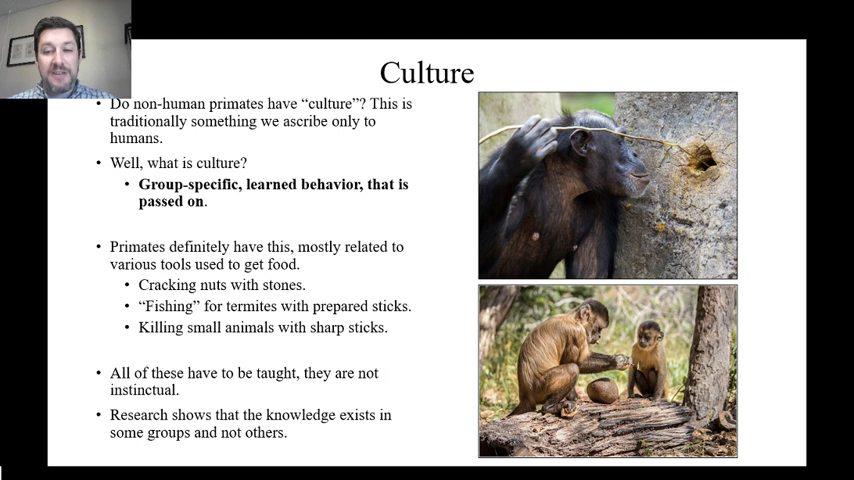 Culture
• Do non-human primates have “culture”? This is
traditionally something we ascribe only to
humans.
• Well, what is culture?
• Group-specific, learned behavior, that is
passed on.
• Primates definitely have this, mostly related to
various tools used to get food.
• Cracking nuts with stones.
• “Fishing” for termites with prepared sticks.
• Killing small animals with sharp sticks.
• All of these have to be taught, they are not
instinctual.
• Research shows that the knowledge exists in
some groups and not others.